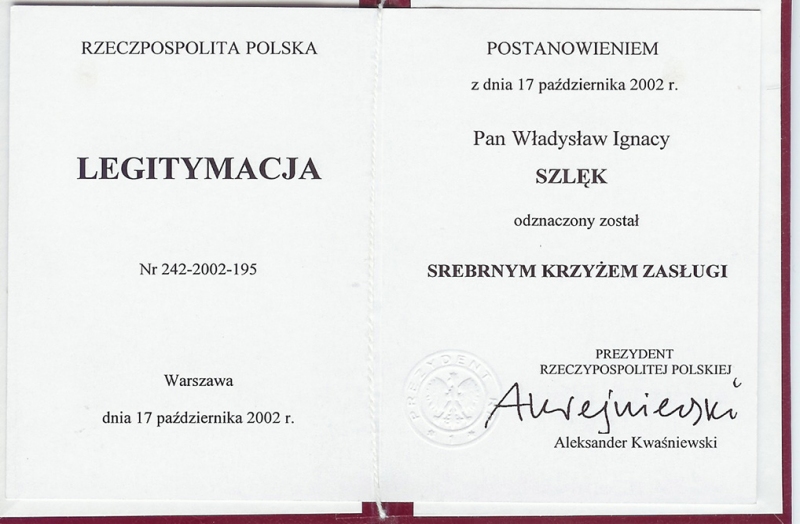 RZECZPOSPOLITA POLSKA
LEGITYMACJA
Nr 242-2002-195
Warszawa
dnia 17 października 2002 r.
POSTANOWIENIEM
z dnia 17 października 2002 r.
Pan Władysław Ignacy
SZLĘK
odznaczony został
SREBRNYM KRZYŻEM ZASŁUGI
PREZYDENT
RZECZYPOSPOLITEJ POLSKIEJ
Aleksander Kwaśniewski
PREZYDENT